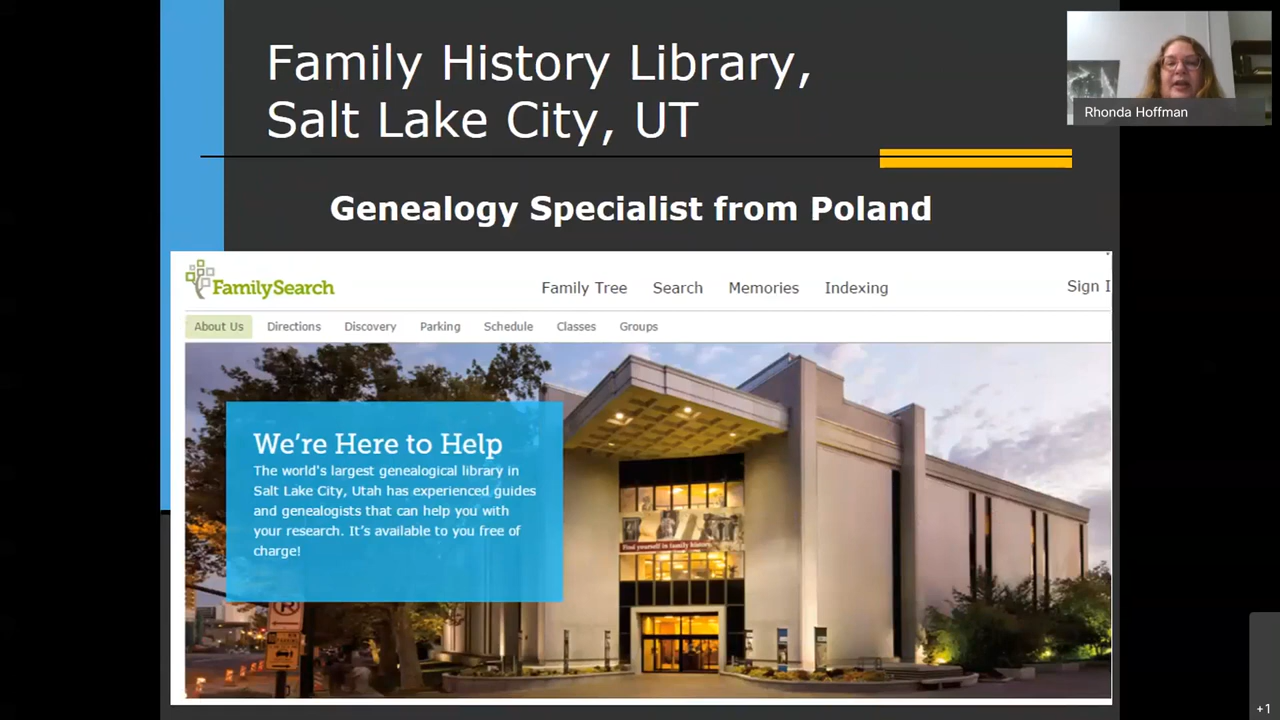 Family History Library,
Salt Lake City, UT
Rhonda Hoffman
Genealogy Specialist from Poland
FamilySearch
Family Tree Search Memories Indexing Sign I
About Us Directions Discovery Parking Schedule Classes Groups
We're Here to Help
The world's largest genealogical library in
Salt Lake City, Utah has experienced guides
and genealogists that can help you with
your research. It's available to you free of
charge!
Find yourself in family history.
+1